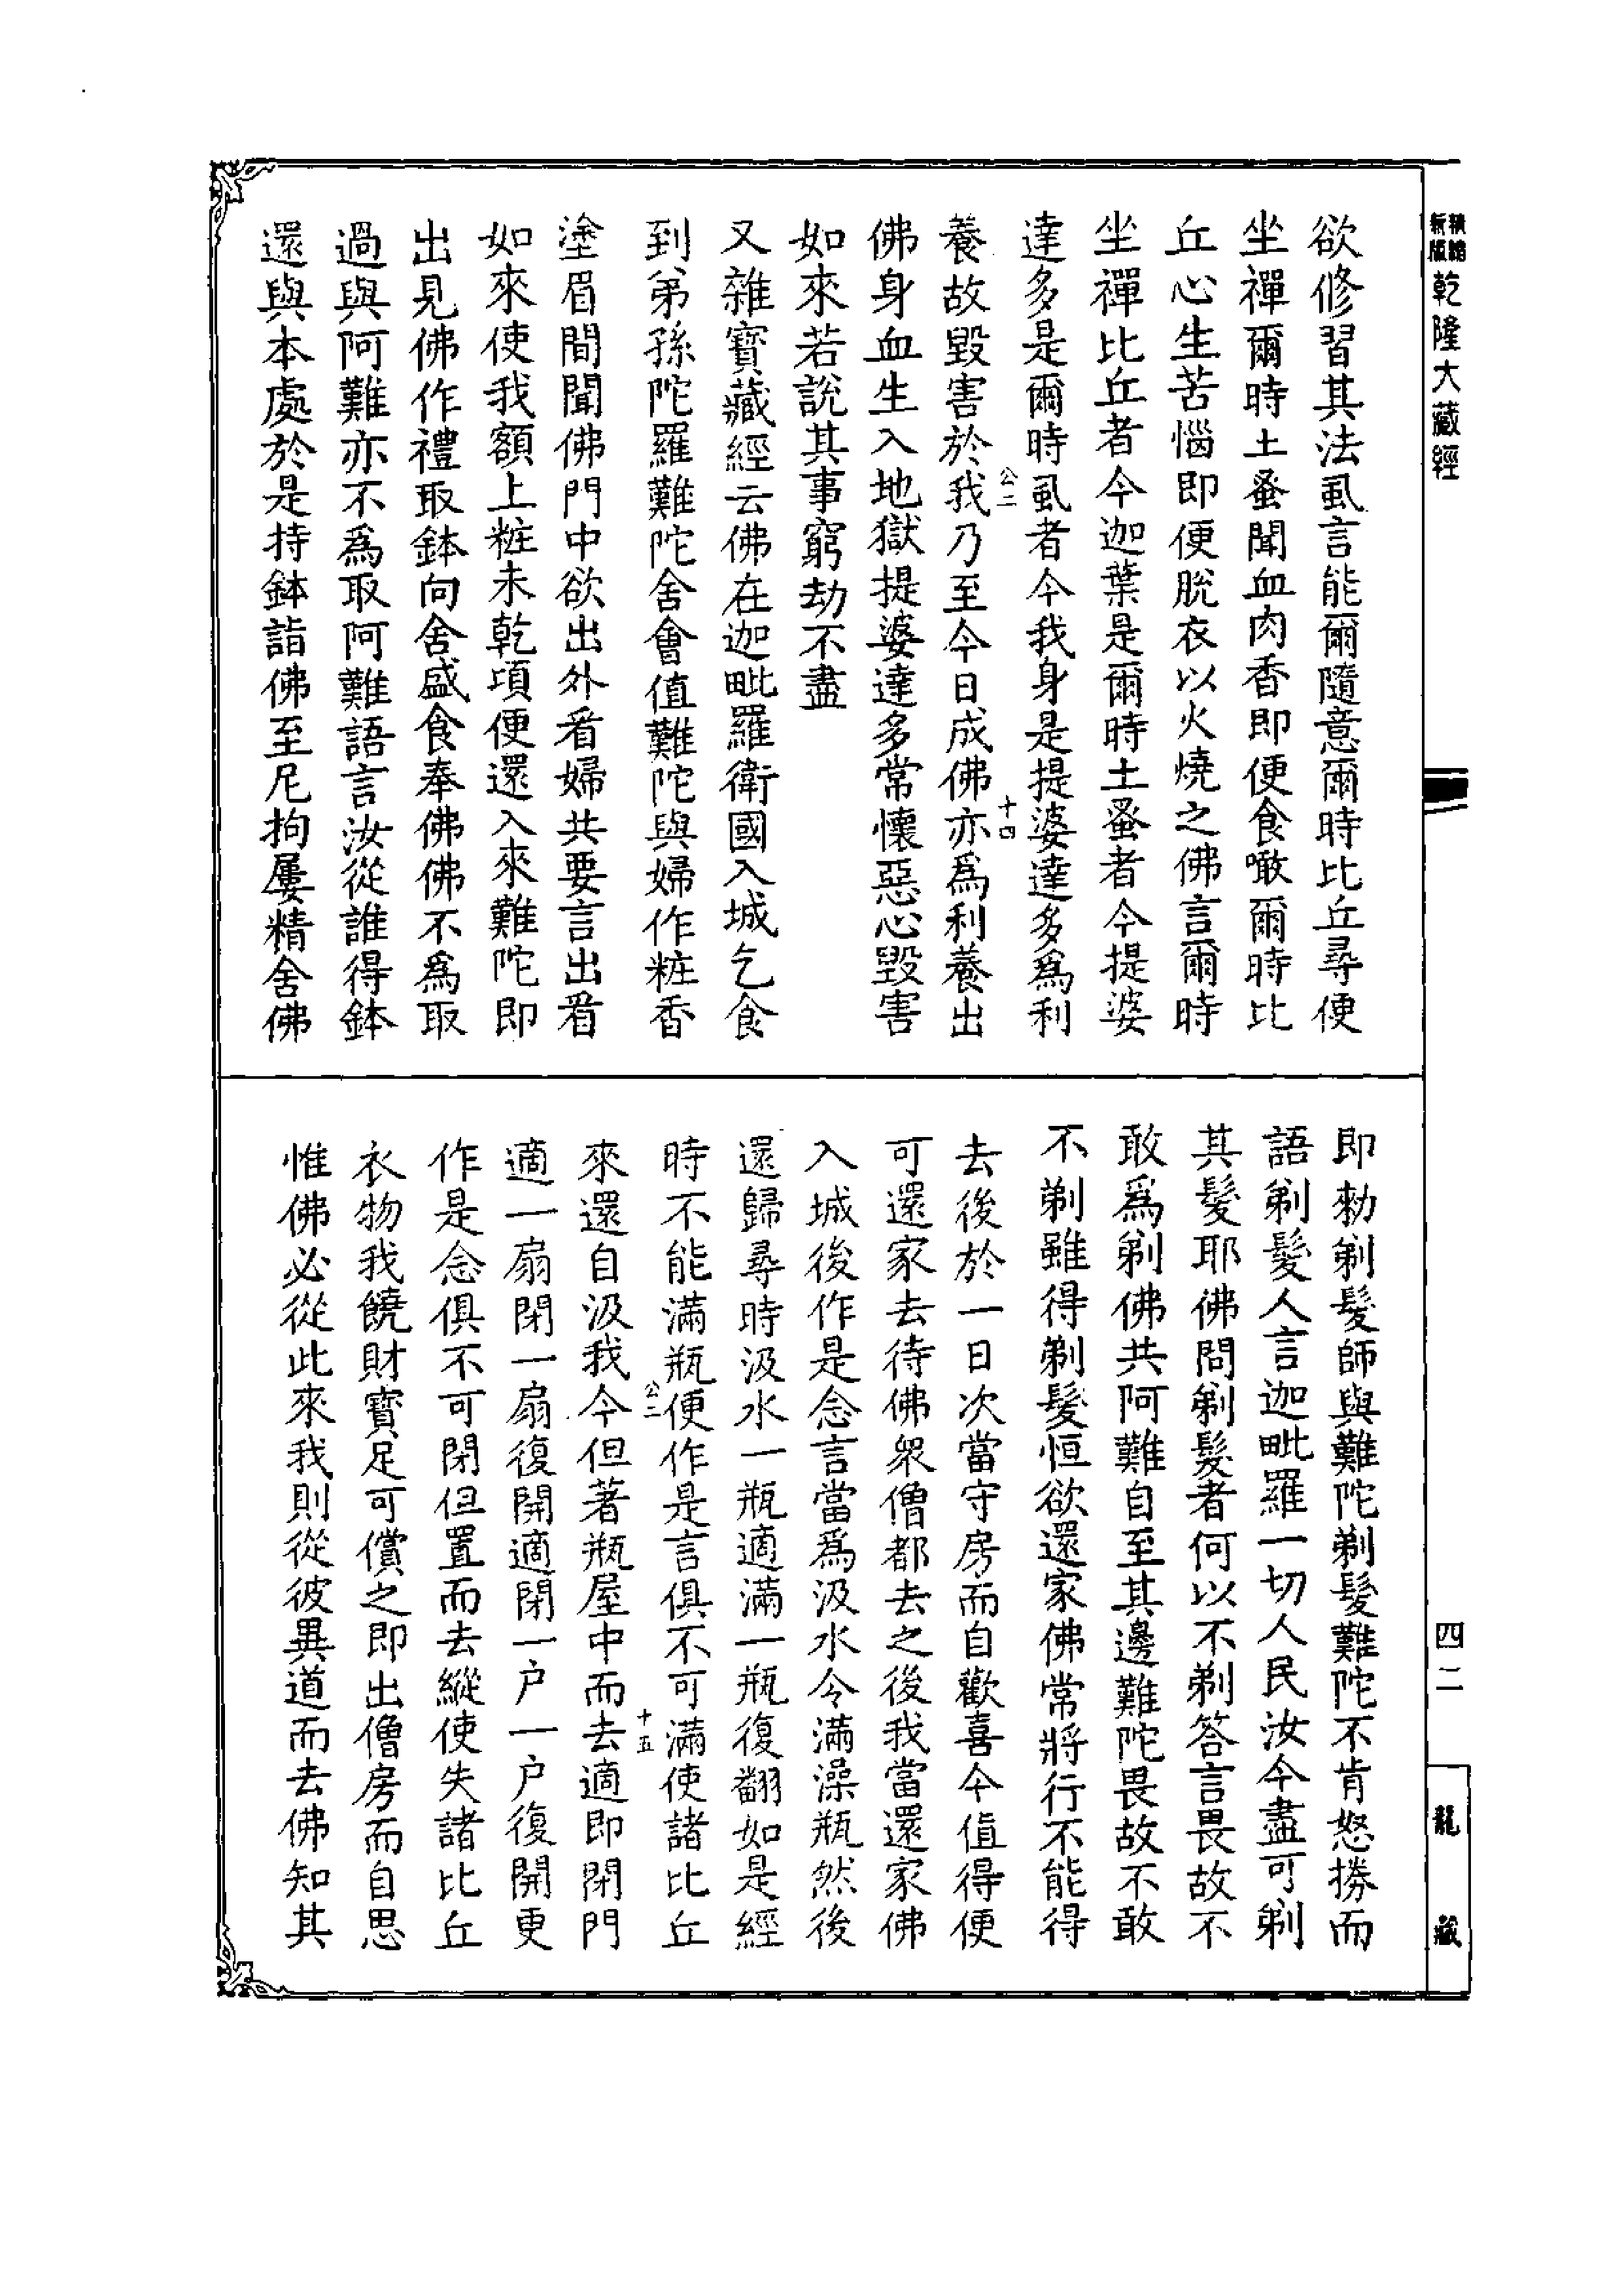 精縮新版
乾隆大藏經
欲修習其法虱言能爾隨意爾時比丘尋便
坐禪爾時土蚤聞血肉香即便食噉爾時比
丘心生苦惱即便脫衣以火燒之佛言爾時
坐禪比丘者今迦葉是爾時土蚤者今提婆
達多是爾時虱者今我身是提婆達多爲利
公二
十四
養故毀害於我乃至今日成佛亦爲利養出
佛身血生入地獄提婆達多常懷惡心毀害
如來若說其事窮劫不盡
又雜寶藏經云佛在迦毗羅衛國入城乞食
到弟孫陀羅難陀舍會值難陀與婦作粧香
塗眉間聞佛門中欲出外看婦共要言出看
如來使我額上粧未乾頃便還入來難陀即
出見佛作禮取鉢向舍盛食奉佛佛不爲取
過與阿難亦不爲取阿難語言汝從誰得鉢
還與本處於是持鉢詣佛至尼拘屢精舍佛
即勅剃髮師與難陀剃髮難陀不肯怒搒而
語剃髮人言迦毗羅一切人民汝今盡可剃
其髮耶佛問剃髮者何以不剃答言畏故不
敢爲剃佛共阿難自至其邊難陀畏故不敢
不剃雖得剃髮恒欲還家佛常將行不能得
去後於一日次當守房而自歡喜今值得便
可還家去待佛眾僧都去之後我當還家佛
入城後作是念言當爲汲水令滿澡瓶然後
還歸尋時汲水一瓶適滿一瓶復翻如是經
時不能滿瓶便作是言俱不可滿使諸比丘
公二
十五
來還自汲我今但著瓶屋中而去適即閉門
適一扇閉一扇復開適閉一户一户復開更
作是念俱不可閉但置而去縱使失諸比丘
衣物我饒財寶足可償之即出僧房而自思
惟佛必從此來我則從彼異道而去佛知其
四二
龍藏